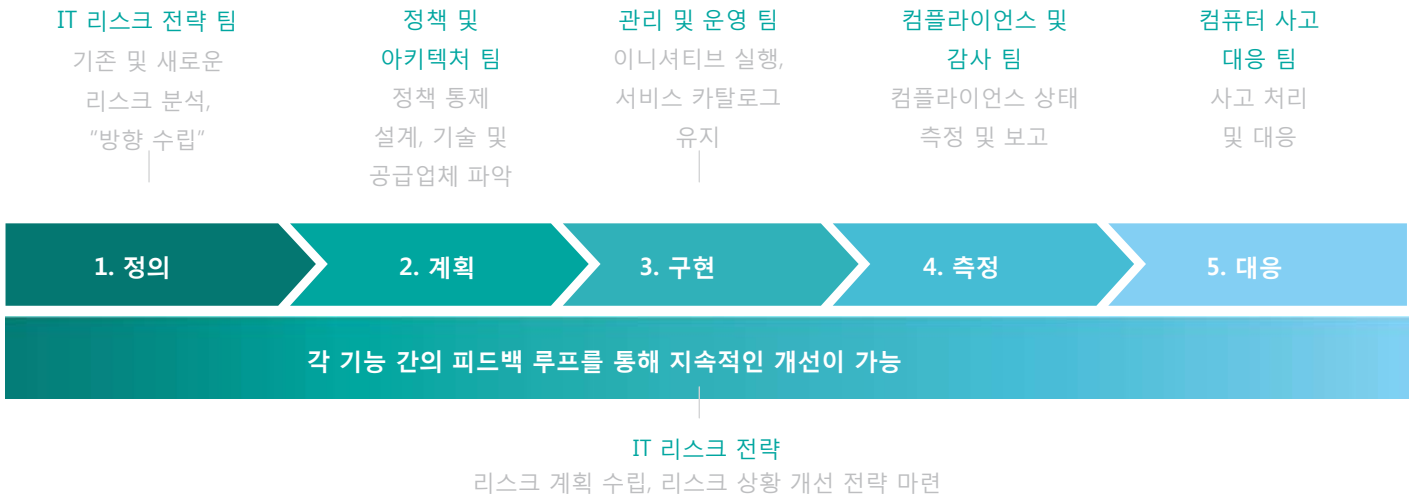 IT 리스크 전략 팀
기존 및 새로운
리스크 분석,
"방향 수립"
정책 및
아키텍처 팀
정책 통제
설계, 기술 및
공급업체 파악
관리 및 운영 팀
이니셔티브 실행,
서비스 카탈로그
유지
컴플라이언스 및
감사 팀
컴플라이언스 상태
측정 및 보고
컴퓨터 사고
대응 팀
사고 처리
및 대응
1. 정의
2. 계획
3. 구현
4. 측정
5. 대응
각 기능 간의 피드백 루프를 통해 지속적인 개선이 가능
IT 리스크 전략
리스크 계획 수립, 리스크 상황 개선 전략 마련